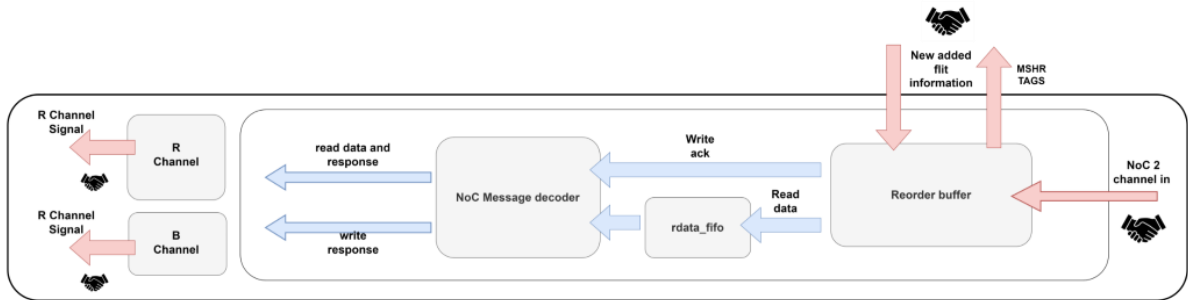 New added
flit
information
MSHR
TAGS
R Channel
Signal
R
Channel
read data and
response
NoC Message decoder
Write
ack
Reorder buffer
NoC 2
channel in
Read
data
rdata_fifo
R Channel
Signal
B
Channel
write
response